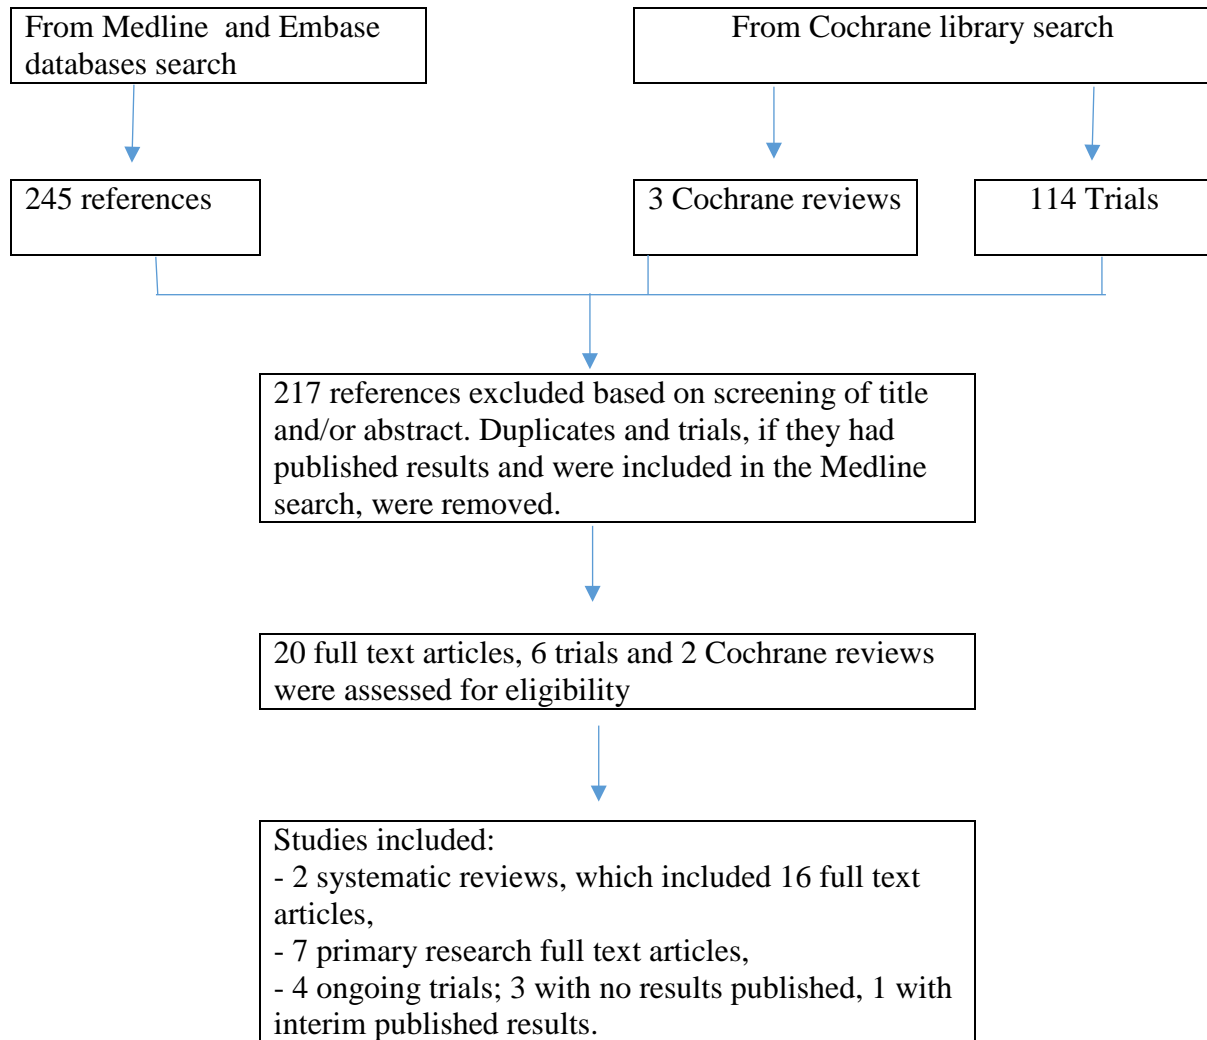 From Medline and Embase
databases search
From Cochrane library search
245 references
3 Cochrane reviews
114 Trials
217 references excluded based on screening of title
and/or abstract. Duplicates and trials, if they had
published results and were included in the Medline
search, were removed.
20 full text articles, 6 trials and 2 Cochrane reviews
were assessed for eligibility
Studies included:
- 2 systematic reviews, which included 16 full text
articles,
- 7 primary research full text articles,
- 4 ongoing trials; 3 with no results published, 1 with
interim published results.